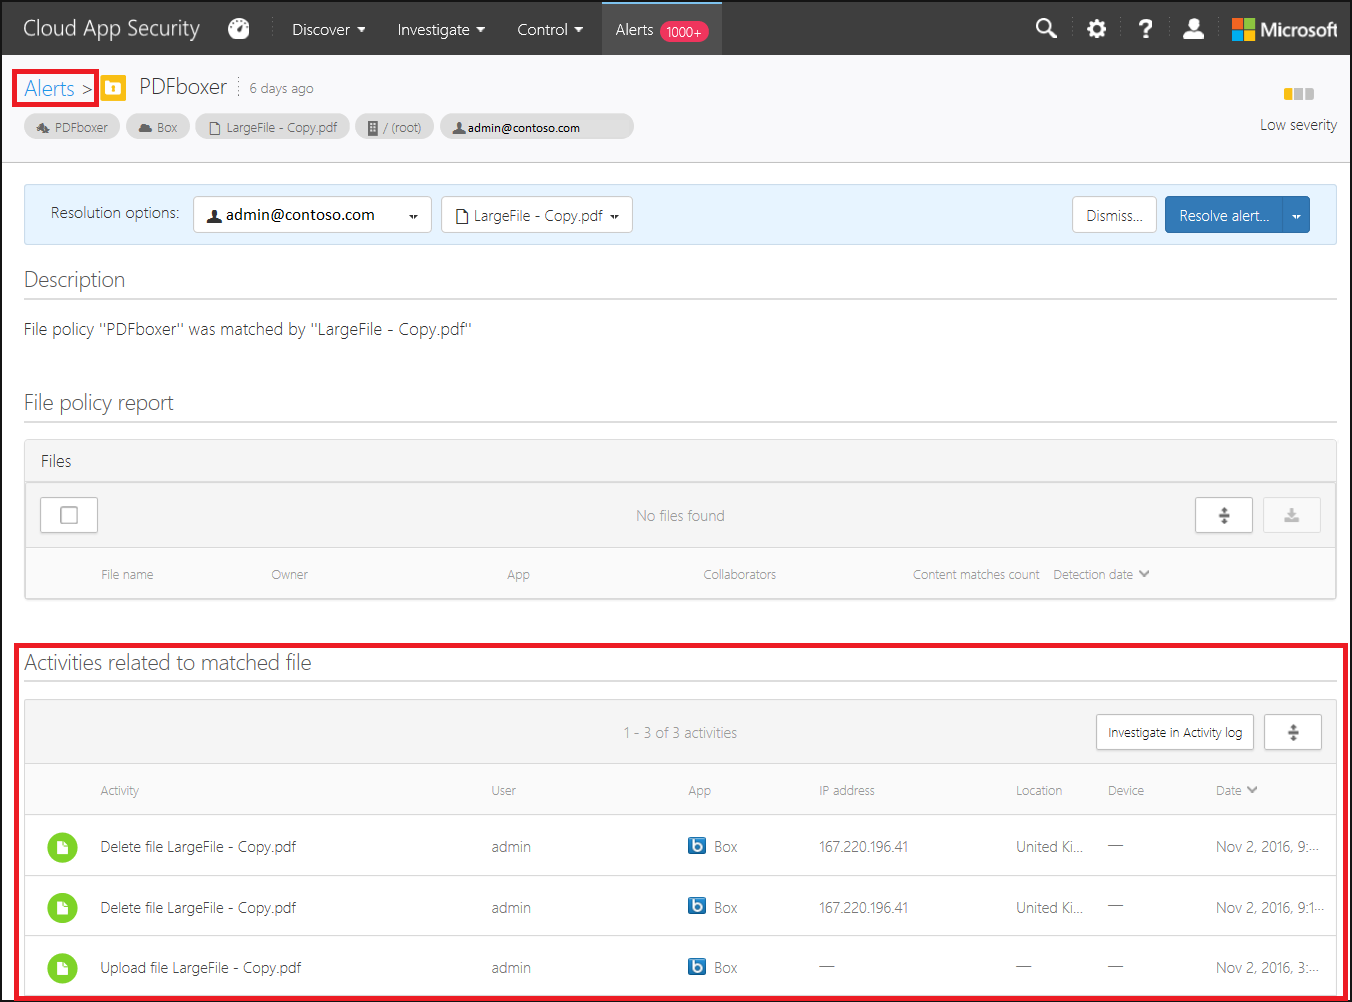 Cloud App Security Discover Investigate Control Alerts 1000+ ? Microsoft
Alerts > PDFboxer 6 days ago
PDFboxer Box LargeFile - Copy.pdf / (root) admin@contoso.com
Low severity
Resolution options: admin@contoso.com LargeFile - Copy.pdf Dismiss... Resolve alert...
Description
File policy "PDFboxer" was matched by "LargeFile - Copy.pdf"
File policy report
Files
No files found
File name Owner App Collaborators Content matches count Detection date
Activities related to matched file
1 - 3 of 3 activities Investigate in Activity log
Activity User App IP address Location Device Date
Delete file LargeFile - Copy.pdf admin b Box 167.220.196.41 United Ki... — Nov 2, 2016, 9:...
Delete file LargeFile - Copy.pdf admin b Box 167.220.196.41 United Ki... — Nov 2, 2016, 9:1...
Upload file LargeFile - Copy.pdf admin b Box — — — Nov 2, 2016, 3:...